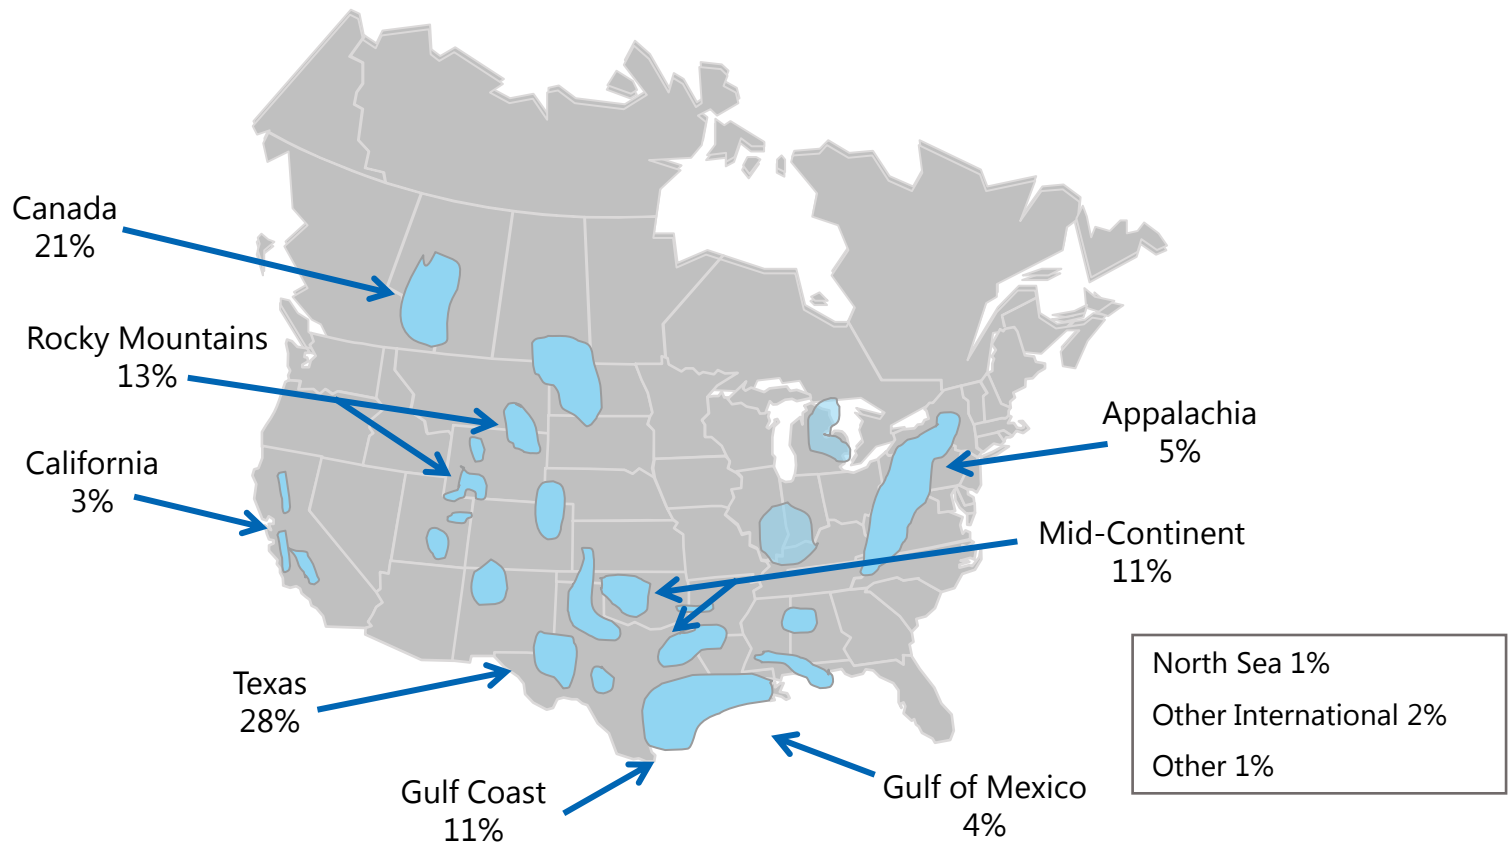 Canada
21%
Rocky Mountains
13%
California
3%
Texas
28%
Gulf Coast
11%
Gulf of Mexico
4%
Mid-Continent
11%
Appalachia
5%
North Sea 1%
Other International 2%
Other 1%